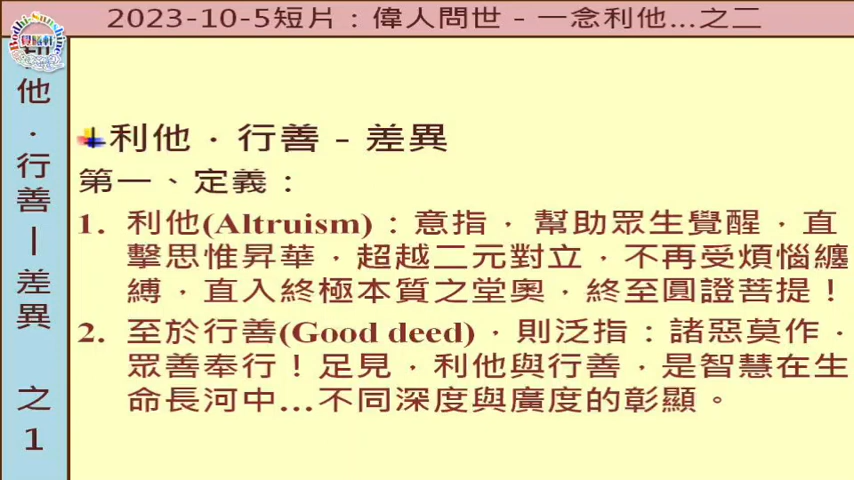 2023-10-5短片：偉人問世－一念利他...之二
Bodhi-Sunshine
他．行善｜差異 之1
利他．行善－差異
第一、定義：
1. 利他(Altruism)：意指，幫助眾生覺醒，直
擊思惟昇華，超越二元對立，不再受煩惱纏
縛，直入終極本質之堂奧，終至圓證菩提！
2. 至於行善(Good deed)，則泛指：諸惡莫作．
眾善奉行！足見，利他與行善，是智慧在生
命長河中...不同深度與廣度的彰顯。